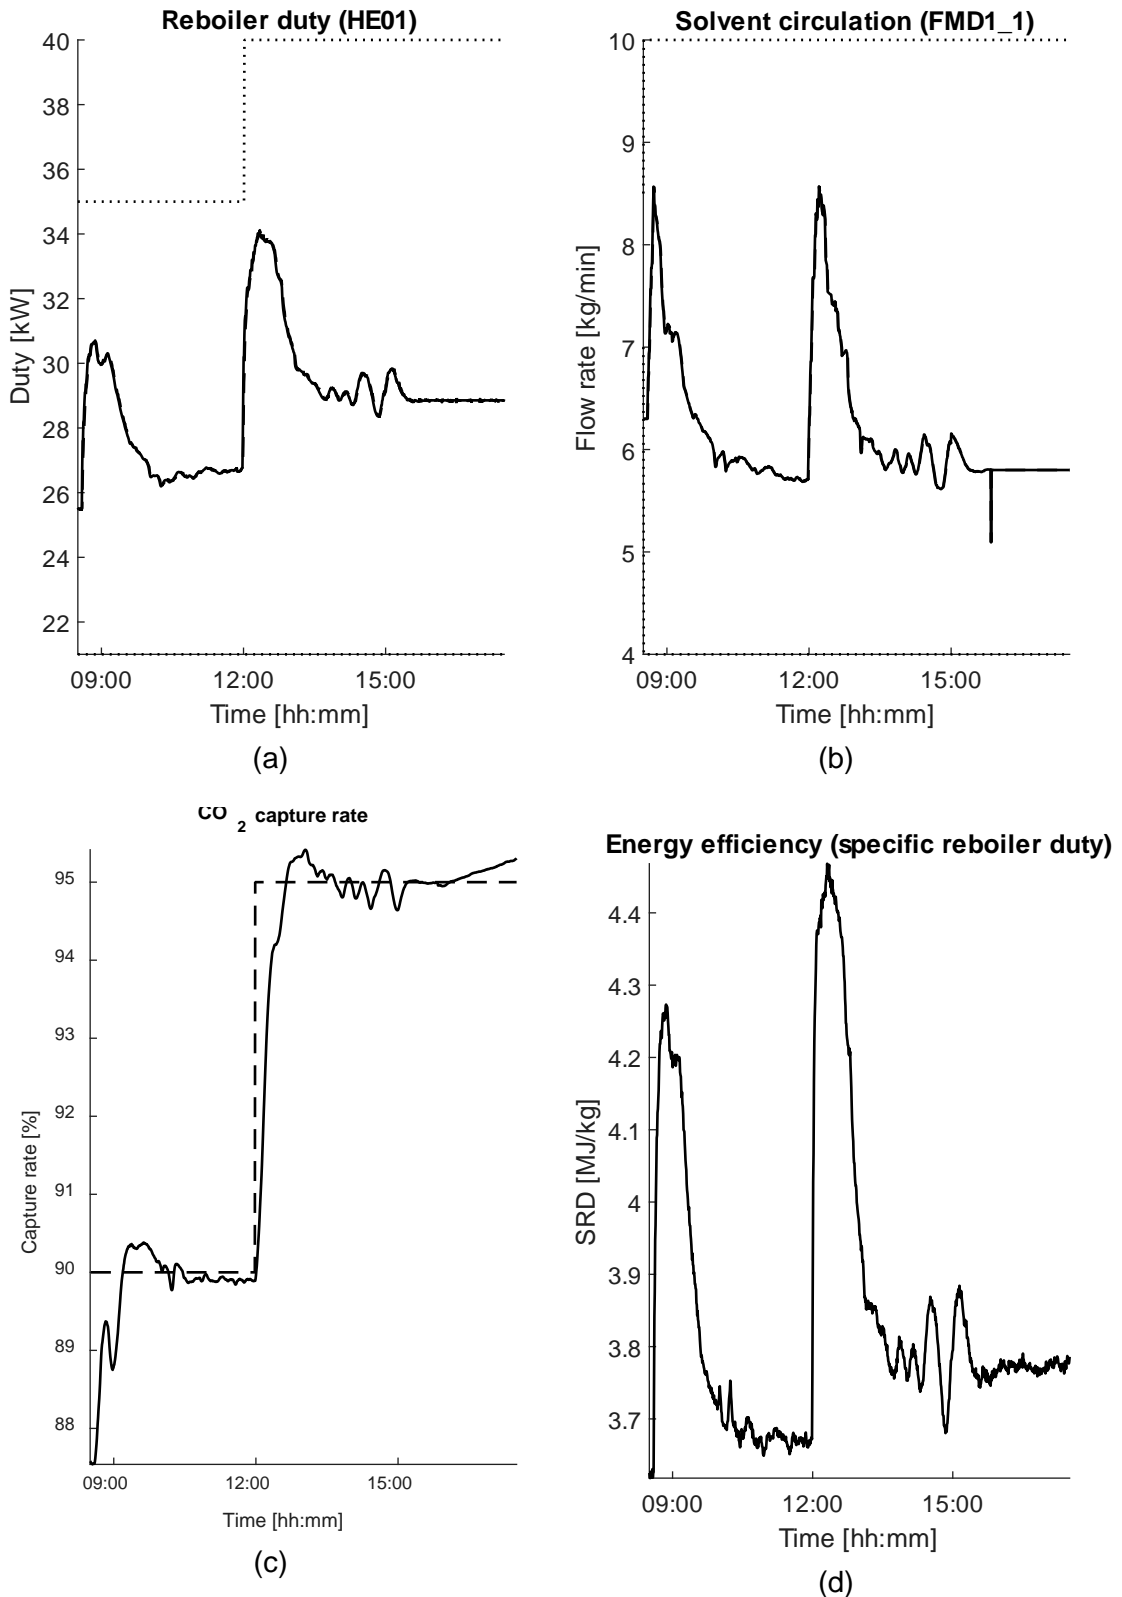 Reboiler duty (HE01)
40
38
36
34
32
30
28
26
24
22
Duty [kW]
09:00 12:00 15:00
Time [hh:mm]
(a)
Solvent circulation (FMD1_1)
10
9
8
7
6
5
4
Flow rate [kg/min]
09:00 12:00 15:00
Time [hh:mm]
(b)
CO 2 capture rate
95
94
93
92
91
90
89
88
Capture rate [%]
09:00 12:00 15:00
Time [hh:mm]
(c)
Energy efficiency (specific reboiler duty)
4.4
4.3
4.2
4.1
4
3.9
3.8
3.7
SRD [MJ/kg]
09:00 12:00 15:00
Time [hh:mm]
(d)